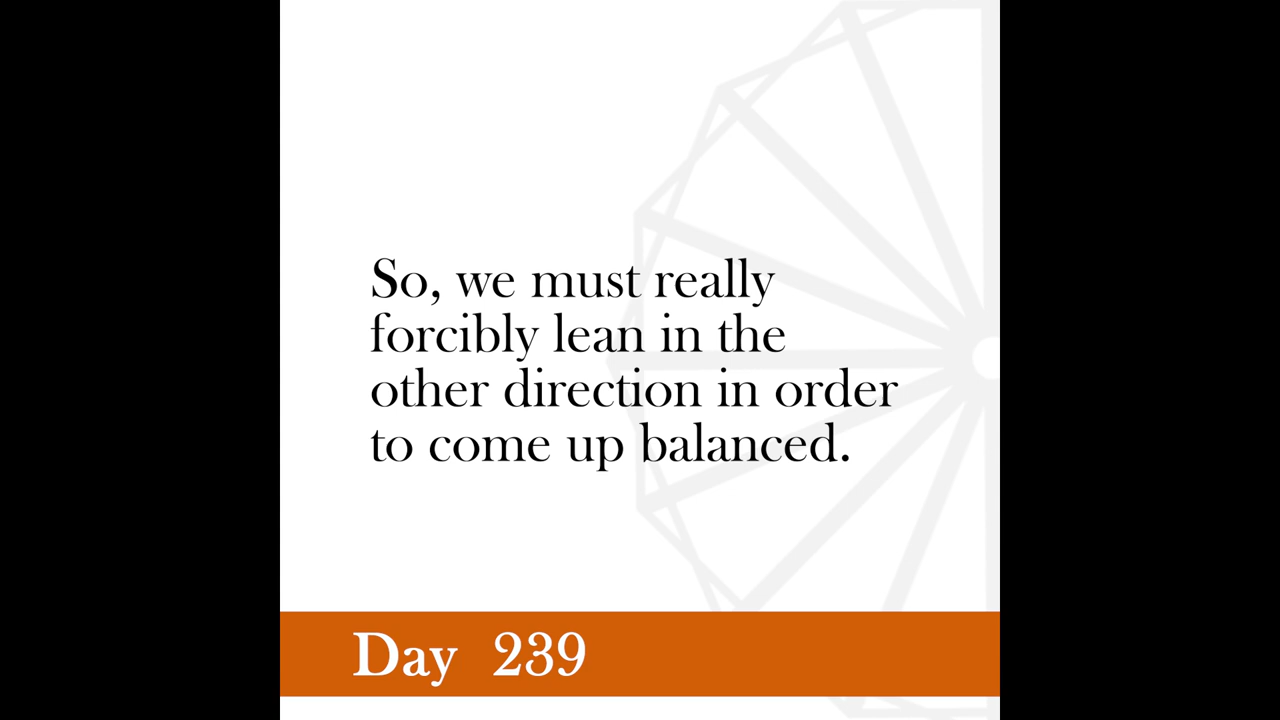 So, we must really
forcibly lean in the
other direction in order
to come up balanced.
Day 239